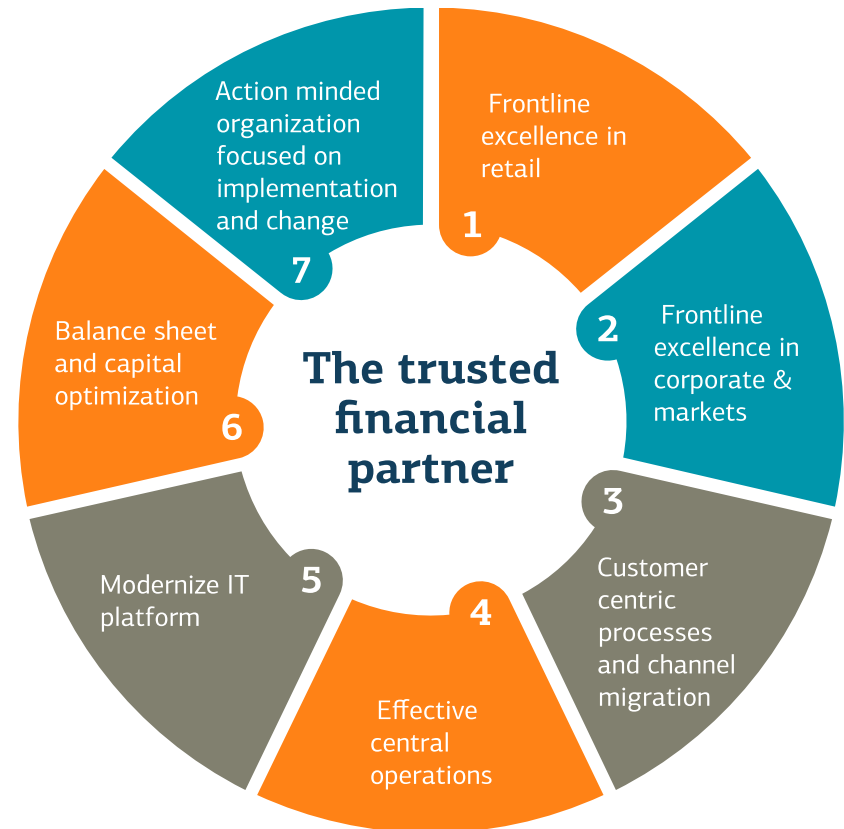 The trusted
financial
partner
1
Frontline
excellence in
retail
2
Frontline
excellence in
corporate &
markets
3
Customer
centric
processes
and channel
migration
4
Effective
central
operations
5
Modernize IT
platform
6
Balance sheet
and capital
optimization
7
Action minded
organization
focused on
implementation
and change